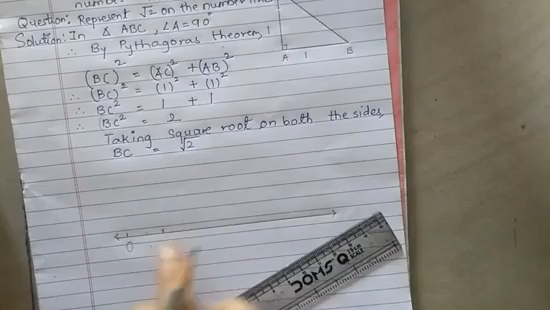 number
Question: Represent √2 on the number line
Solution: In △ ABC, ∠A = 90°
∴ By Pythagoras theorem,
(BC)² = (AC)² + (AB)²
∴ (BC)² = (1)² + (1)²
∴ BC² = 1 + 1
∴ BC² = 2
Taking square root on both the sides,
BC = √2
1
A 1 B
0
DOMS